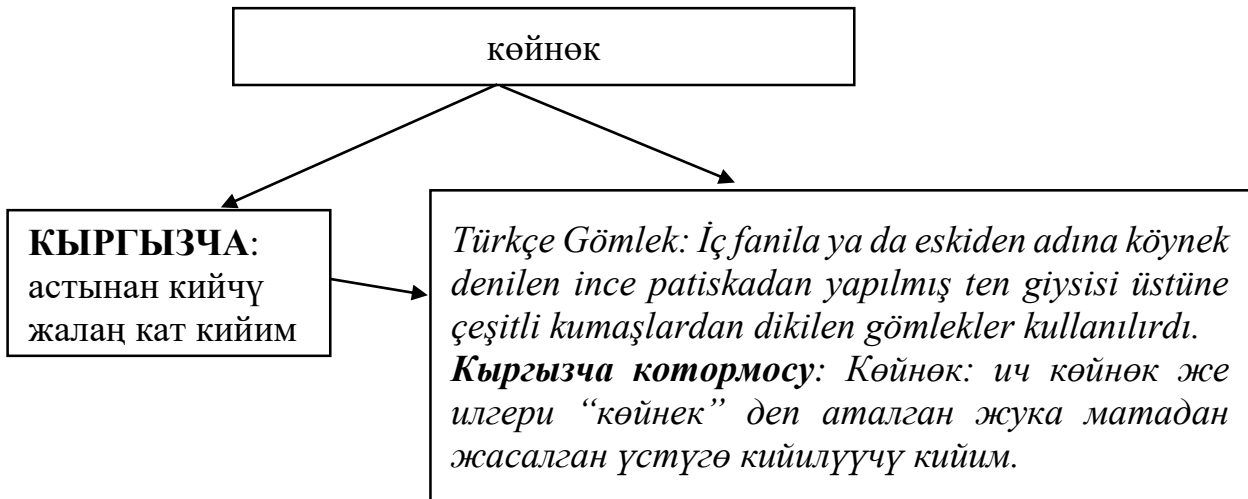 көйнөк
КЫРГЫЗЧА:
астынан кийчү
жалаң кат кийим
Türkçe Gömlek: İç fanila ya da eskiden adına köynek
denilen ince patiskadan yapılmış ten giysisi üstüne
çeşitli kumaşlardan dikilen gömlekler kullanılırdı.
Кыргызча котормосу: Көйнөк: ич көйнөк же
илгери “көйнек” деп аталган жука матадан
жасалган үстүгө кийилүүчү кийим.